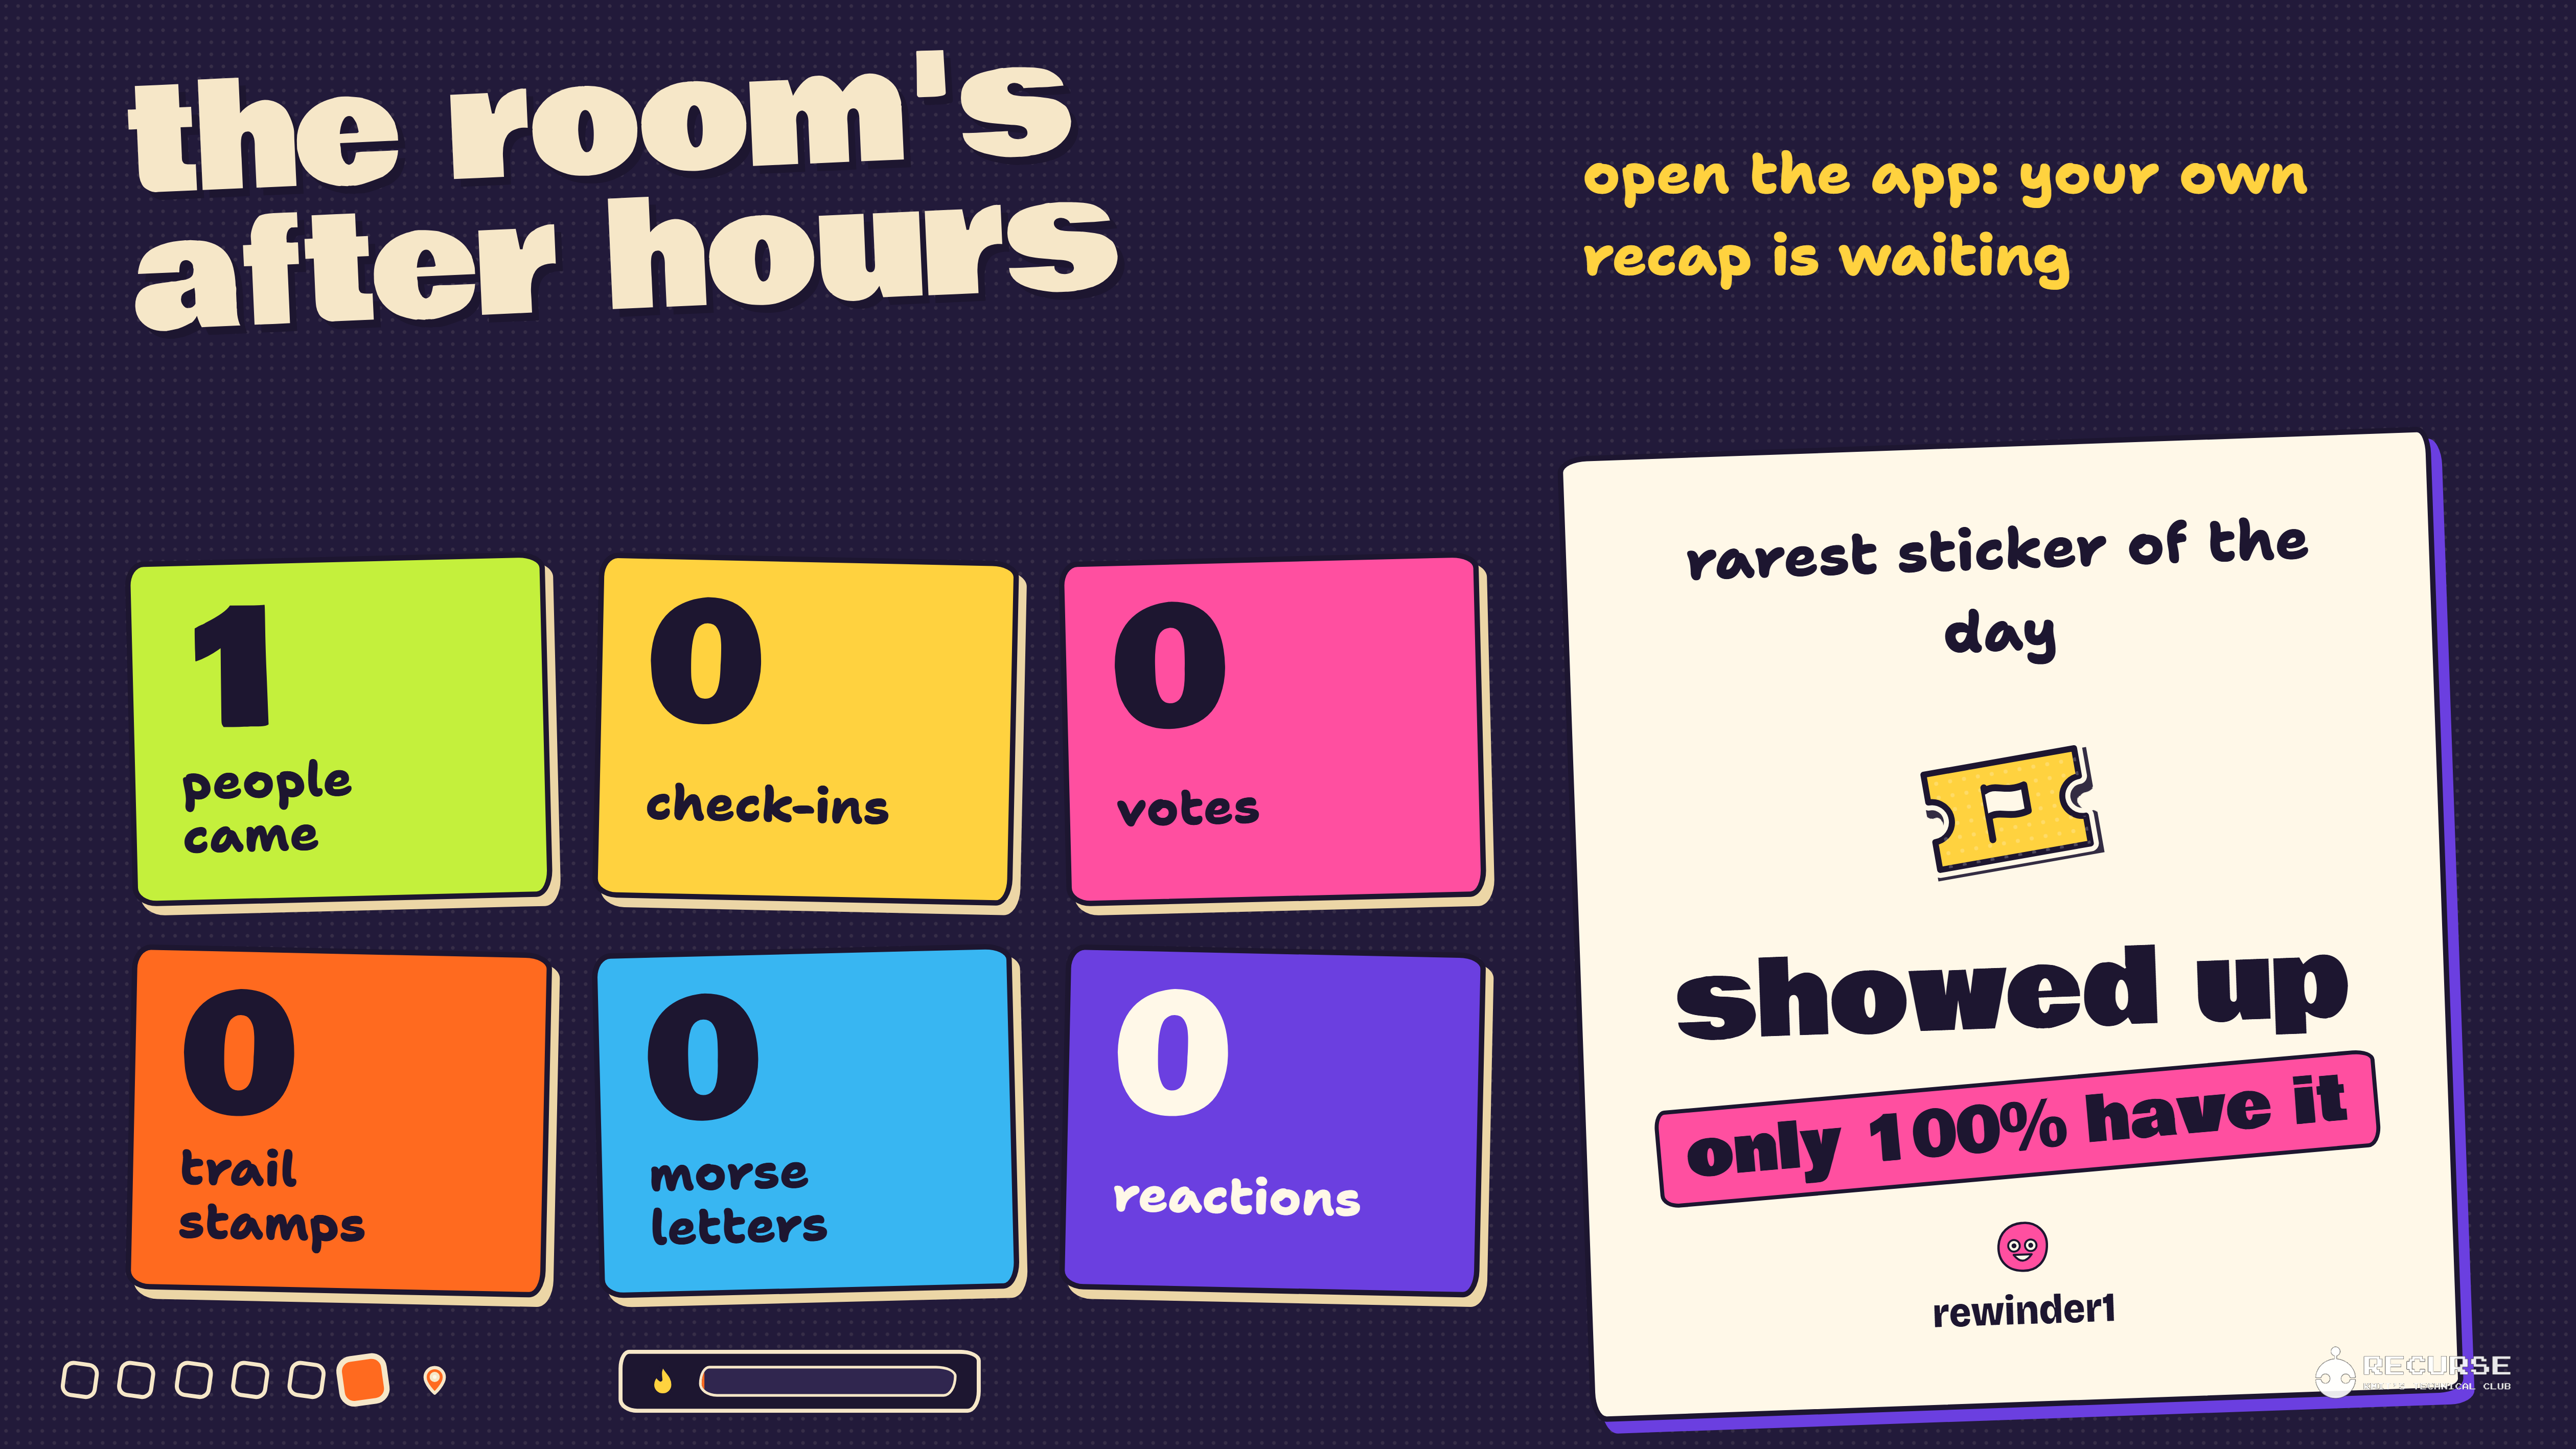 the room's
after hours
open the app: your own
recap is waiting
1
people
came
0
check-ins
0
votes
0
trail
stamps
0
morse
letters
0
reactions
rarest sticker of the
day
showed up
only 100% have it
rewinder1
RECURSE
TECHNICAL CLUB